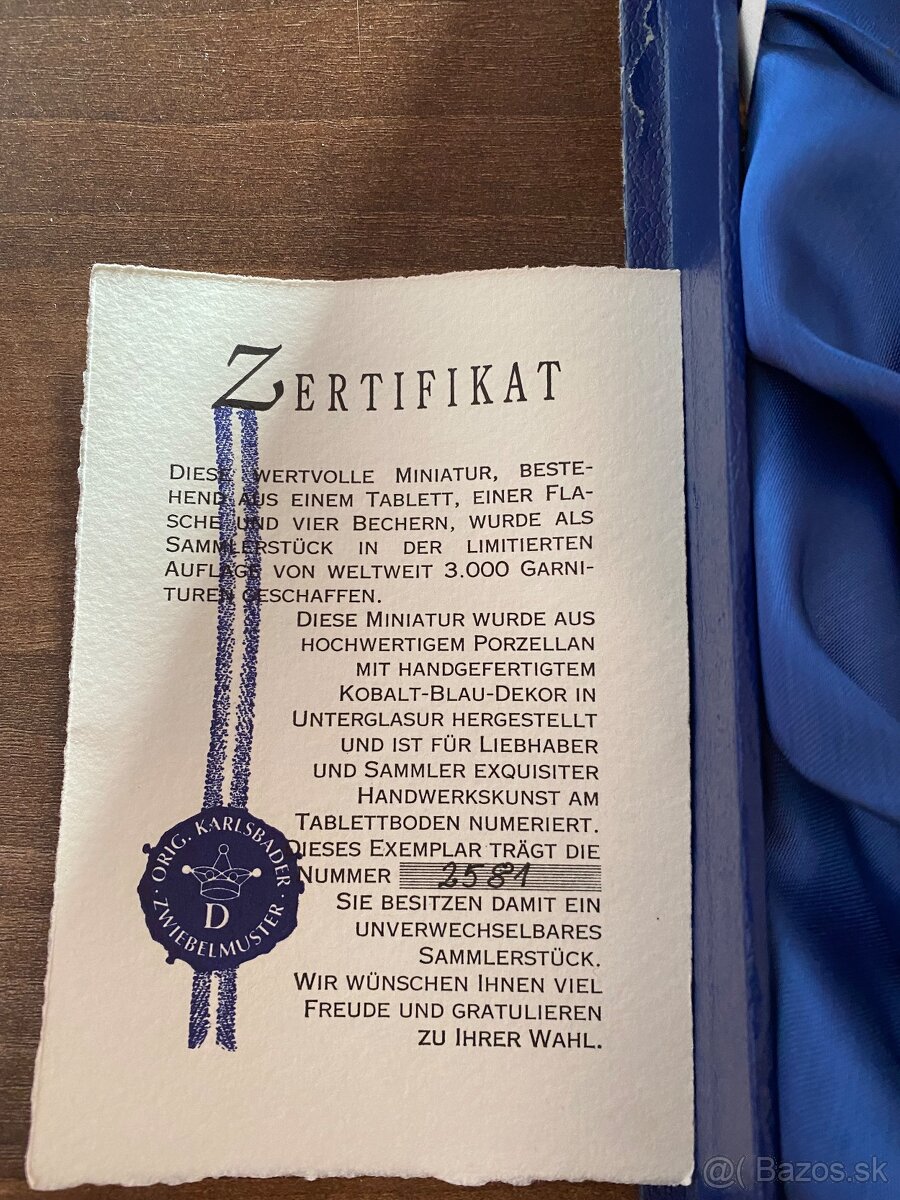 ZERTIFIKAT
DIESE WERTVOLLE MINIATUR, BESTE-
HEND AUS EINEM TABLETT, EINER FLA-
SCHE UND VIER BECHERN, WURDE ALS
SAMMLERSTÜCK IN DER LIMITIERTEN
AUFLAGE VON WELTWEIT 3.000 GARNI-
TUREN GESCHAFFEN.
DIESE MINIATUR WURDE AUS
HOCHWERTIGEM PORZELLAN
MIT HANDGEFERTIGTEM
KOBALT-BLAU-DEKOR IN
UNTERGLASUR HERGESTELLT
UND IST FÜR LIEBHABER
UND SAMMLER EXQUISITER
HANDWERKSKUNST AM
TABLETTBODEN NUMERIERT.
DIESES EXEMPLAR TRÄGT DIE
NUMMER 2581
SIE BESITZEN DAMIT EIN
UNVERWECHSELBARES
SAMMLERSTÜCK.
WIR WÜNSCHEN IHNEN VIEL
FREUDE UND GRATULIEREN
ZU IHRER WAHL.
ORIG. KARLSBADER
D
ZWIEBELMUSTER
@( Bazos.sk